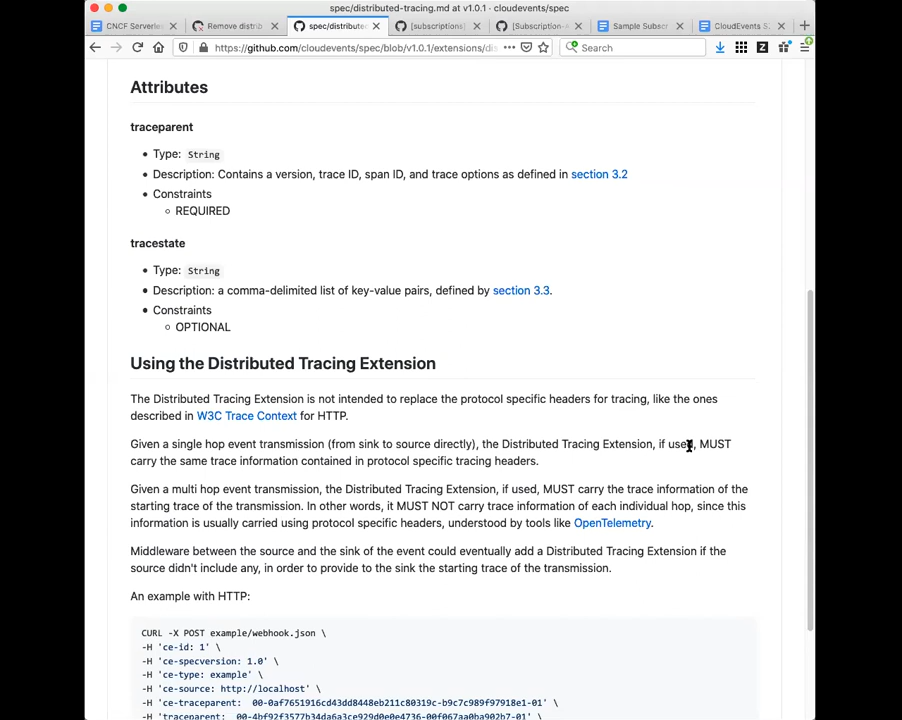 spec/distributed-tracing.md at v1.0.1 · cloudevents/spec
CNCF Serverles
Remove distrib
spec/distribute
[subscriptions]
[Subscription-
Sample Subscr
CloudEvents S
https://github.com/cloudevents/spec/blob/v1.0.1/extensions/dis
Search
Attributes
traceparent
Type: String
Description: Contains a version, trace ID, span ID, and trace options as defined in section 3.2
Constraints
REQUIRED
tracestate
Type: String
Description: a comma-delimited list of key-value pairs, defined by section 3.3.
Constraints
OPTIONAL
Using the Distributed Tracing Extension
The Distributed Tracing Extension is not intended to replace the protocol specific headers for tracing, like the ones
described in W3C Trace Context for HTTP.
Given a single hop event transmission (from sink to source directly), the Distributed Tracing Extension, if used, MUST
carry the same trace information contained in protocol specific tracing headers.
Given a multi hop event transmission, the Distributed Tracing Extension, if used, MUST carry the trace information of the
starting trace of the transmission. In other words, it MUST NOT carry trace information of each individual hop, since this
information is usually carried using protocol specific headers, understood by tools like OpenTelemetry.
Middleware between the source and the sink of the event could eventually add a Distributed Tracing Extension if the
source didn't include any, in order to provide to the sink the starting trace of the transmission.
An example with HTTP:
CURL -X POST example/webhook.json \
-H 'ce-id: 1' \
-H 'ce-specversion: 1.0' \
-H 'ce-type: example' \
-H 'ce-source: http://localhost' \
-H 'ce-traceparent:  00-0af7651916cd43dd8448eb211c80319c-b9c7c989f97918e1-01' \
-H 'traceparent:  00-4bf92f3577b34da6a3ce929d0e0e4736-00f067aa0ba902b7-01' \